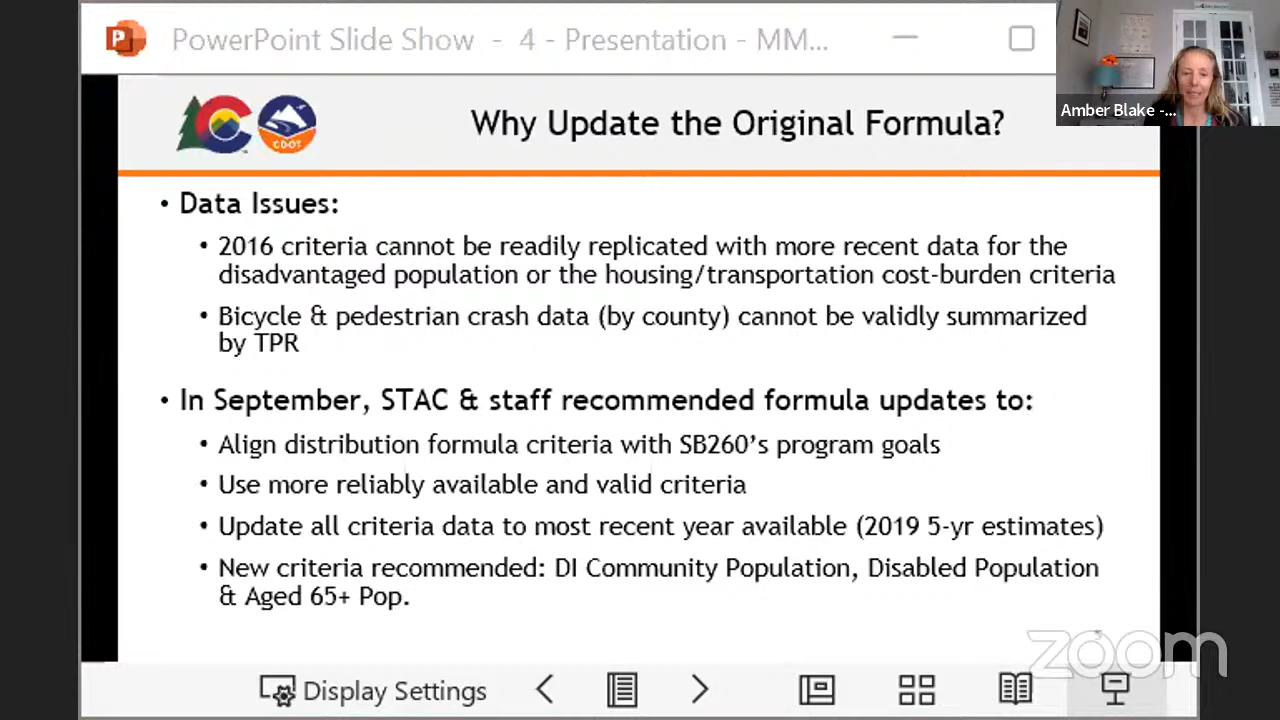 PowerPoint Slide Show - 4 - Presentation - MM...
Amber Blake -...
CDOT
Why Update the Original Formula?
• Data Issues:
• 2016 criteria cannot be readily replicated with more recent data for the
disadvantaged population or the housing/transportation cost-burden criteria
• Bicycle & pedestrian crash data (by county) cannot be validly summarized
by TPR
• In September, STAC & staff recommended formula updates to:
• Align distribution formula criteria with SB260's program goals
• Use more reliably available and valid criteria
• Update all criteria data to most recent year available (2019 5-yr estimates)
• New criteria recommended: DI Community Population, Disabled Population
& Aged 65+ Pop.
zoom
Display Settings